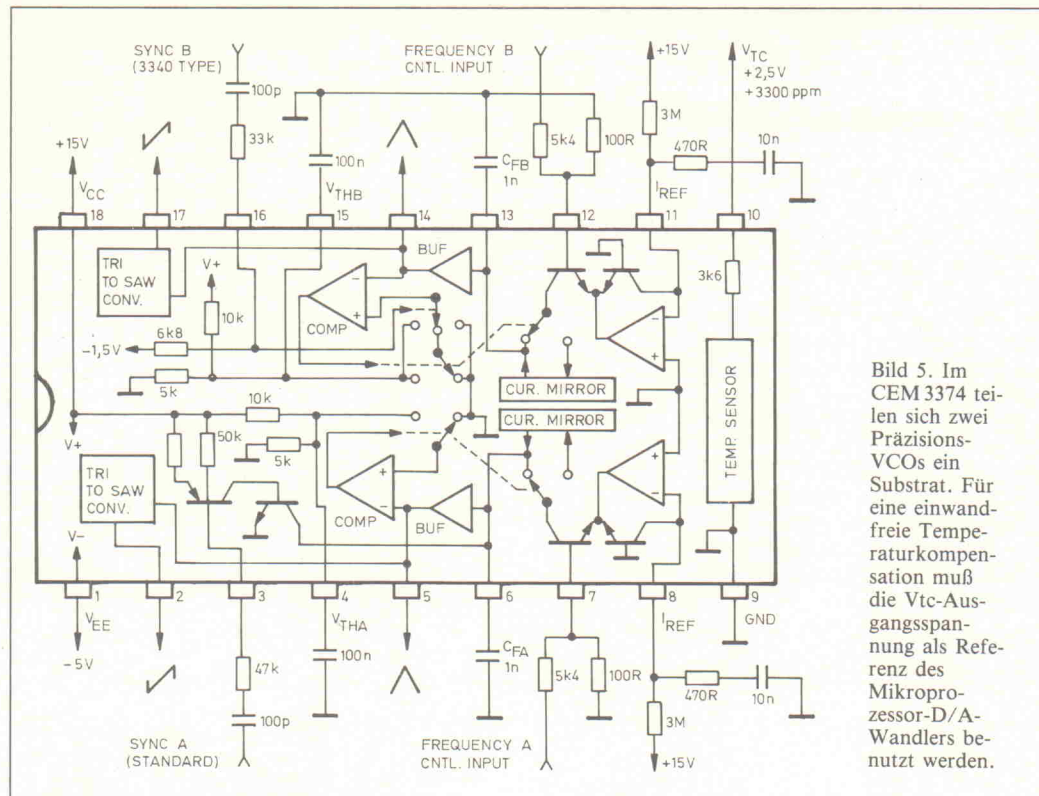 SYNC B
(3340 TYPE)
FREQUENCY B
CNTL. INPUT
+15V
V_TC
+2,5V
+3300 ppm
100p
33k
100n
C_FB
1n
5k4
100R
3M
470R
10n
+15V
V_CC
V_THB
I_REF
18
17
16
15
14
13
12
11
10
TRI
TO SAW
CONV.
V+
10k
6k8
-1,5V
5k
COMP
BUF
3k6
CUR. MIRROR
CUR. MIRROR
TEMP. SENSOR
10k
V+
50k
5k
TRI
TO SAW
CONV.
COMP
BUF
V-
1
2
3
4
5
6
7
8
9
V_EE
-5V
47k
100p
V_THA
100n
C_FA
1n
5k4
100R
I_REF
470R
10n
3M
+15V
GND
SYNC A
(STANDARD)
FREQUENCY A
CNTL. INPUT
Bild 5. Im
CEM 3374 tei-
len sich zwei
Präzisions-
VCOs ein
Substrat. Für
eine einwand-
freie Tempe-
raturkompen-
sation muß
die Vtc-Aus-
gangsspan-
nung als Refe-
renz des
Mikropro-
zessor-D/A-
Wandlers be-
nutzt werden.